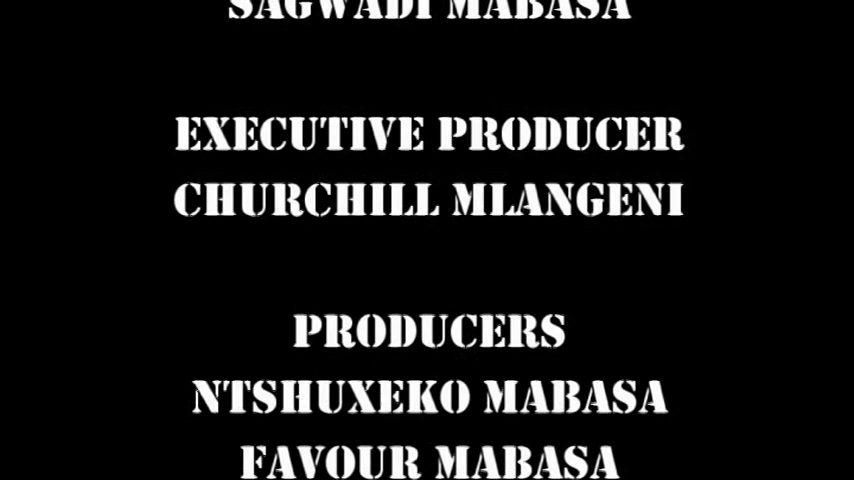 SAGWADI MABASA
EXECUTIVE PRODUCER
CHURCHILL MLANGENI
PRODUCERS
NTSHUXEKO MABASA
FAVOUR MABASA